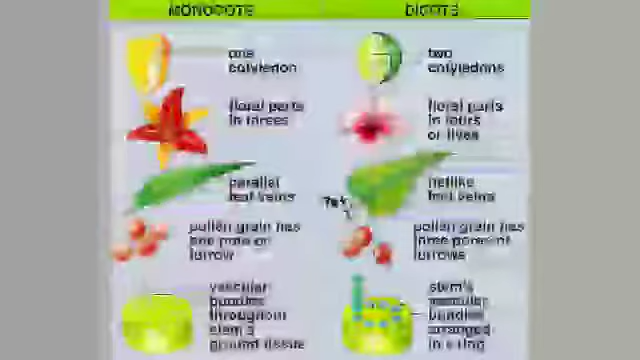 MONOCOTS
DICOTS
one
cotyledon
two
cotyledons
floral parts
in threes
floral parts
in fours
or fives
parallel
leaf veins
netlike
leaf veins
pollen grain has
one pore or
furrow
pollen grain has
three pores or
furrows
vascular
bundles
throughout
stem's
ground tissue
stem's
vascular
bundles
arranged
in a ring